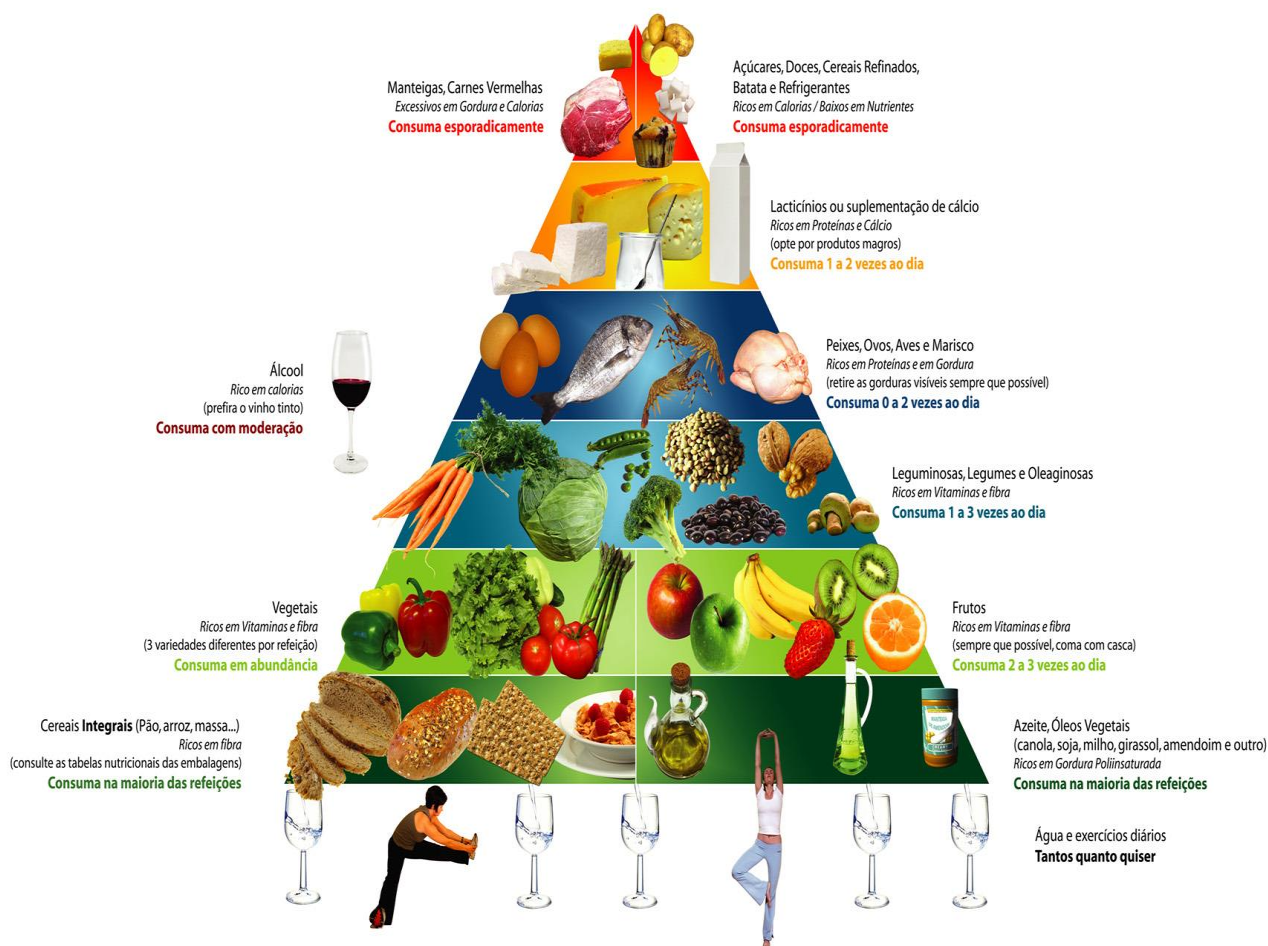 Manteigas, Carnes Vermelhas
Excessivos em Gordura e Calorias
Consuma esporadicamente
Açúcares, Doces, Cereais Refinados,
Batata e Refrigerantes
Ricos em Calorias / Baixos em Nutrientes
Consuma esporadicamente
Lacticínios ou suplementação de cálcio
Ricos em Proteínas e Cálcio
(opte por produtos magros)
Consuma 1 a 2 vezes ao dia
Peixes, Ovos, Aves e Marisco
Ricos em Proteínas e em Gordura
(retire as gorduras visíveis sempre que possível)
Consuma 0 a 2 vezes ao dia
Álcool
Rico em calorias
(prefira o vinho tinto)
Consuma com moderação
Leguminosas, Legumes e Oleaginosas
Ricos em Vitaminas e fibra
Consuma 1 a 3 vezes ao dia
Vegetais
Ricos em Vitaminas e fibra
(3 variedades diferentes por refeição)
Consuma em abundância
Frutos
Ricos em Vitaminas e fibra
(sempre que possível, coma com casca)
Consuma 2 a 3 vezes ao dia
Cereais Integrais (Pão, arroz, massa...)
Ricos em fibra
(consulte as tabelas nutricionais das embalagens)
Consuma na maioria das refeições
Azeite, Óleos Vegetais
(canola, soja, milho, girassol, amendoim e outro)
Ricos em Gordura Poliinsaturada
Consuma na maioria das refeições
Água e exercícios diários
Tantos quanto quiser